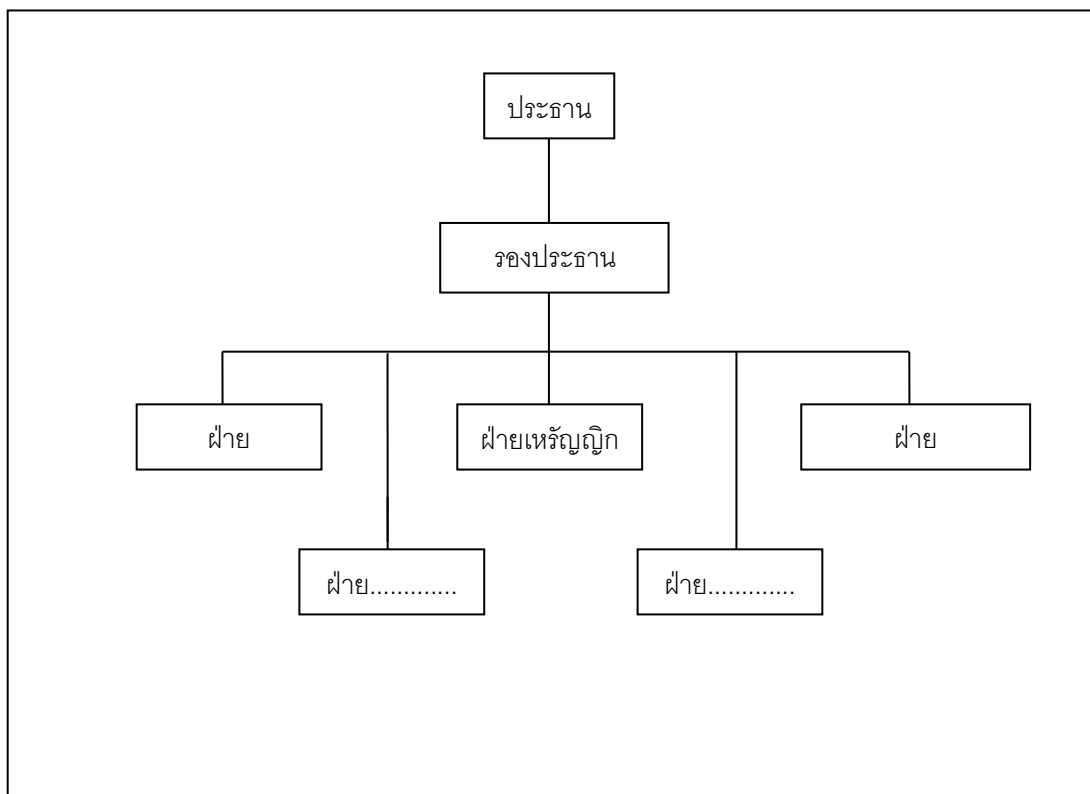 ประธาน
รองประธาน
ฝ่าย
ฝ่ายเหรัญญิก
ฝ่าย
ฝ่าย.............
ฝ่าย.............